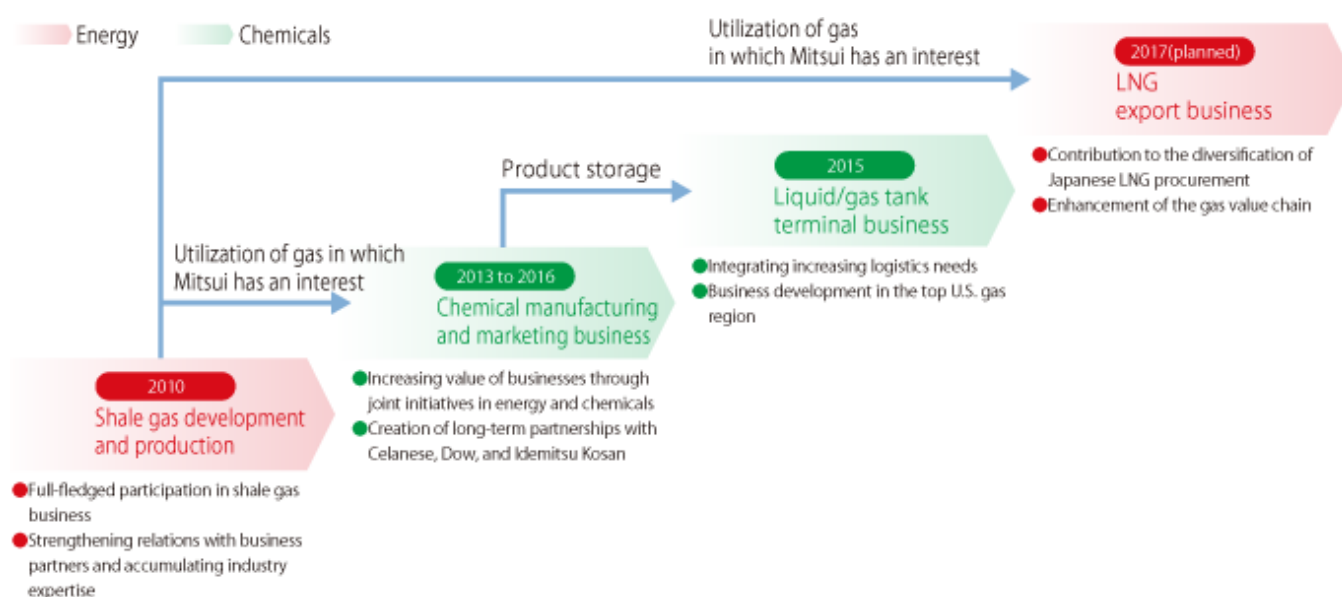 Energy
Chemicals
Utilization of gas
in which Mitsui has an interest
2017(planned)
LNG
export business
●Contribution to the diversification of
Japanese LNG procurement
●Enhancement of the gas value chain
Product storage
2015
Liquid/gas tank
terminal business
●Integrating increasing logistics needs
●Business development in the top U.S. gas
region
Utilization of gas in which
Mitsui has an interest
2013 to 2016
Chemical manufacturing
and marketing business
●Increasing value of businesses through
joint initiatives in energy and chemicals
●Creation of long-term partnerships with
Celanese, Dow, and Idemitsu Kosan
2010
Shale gas development
and production
●Full-fledged participation in shale gas
business
●Strengthening relations with business
partners and accumulating industry
expertise